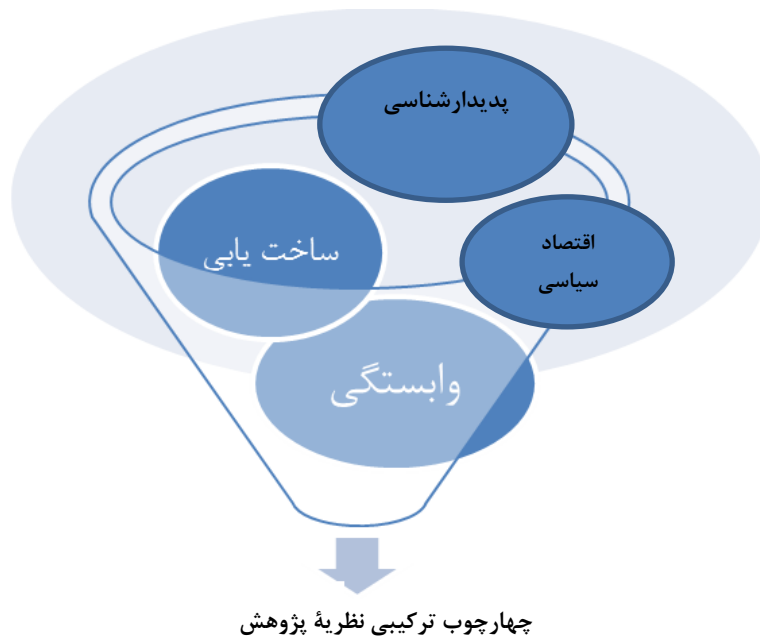 پدیدارشناسی
ساخت یابی
اقتصاد
سیاسی
وابستگی
چهارچوب ترکیبی نظریهٔ پژوهش